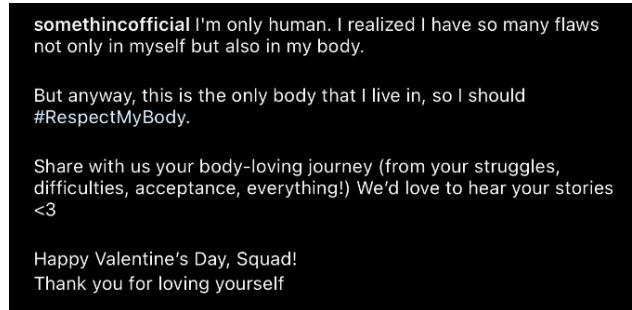 somethincofficial I'm only human. I realized I have so many flaws
not only in myself but also in my body.
But anyway, this is the only body that I live in, so I should
#RespectMyBody.
Share with us your body-loving journey (from your struggles,
difficulties, acceptance, everything!) We'd love to hear your stories
<3
Happy Valentine's Day, Squad!
Thank you for loving yourself